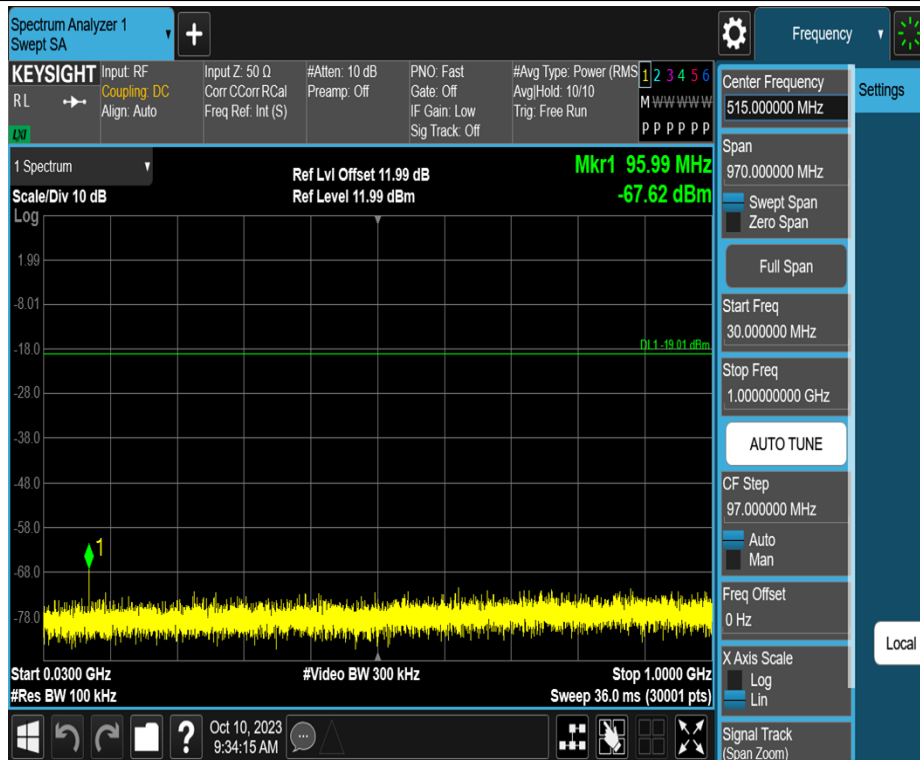 Spectrum Analyzer 1
Swept SA
+
Frequency
KEYSIGHT
RL
LXI
Input: RF
Coupling: DC
Align: Auto
Input Z: 50 Ω
Corr CCorr RCal
Freq Ref: Int (S)
#Atten: 10 dB
Preamp: Off
PNO: Fast
Gate: Off
IF Gain: Low
Sig Track: Off
#Avg Type: Power (RMS
Avg|Hold: 10/10
Trig: Free Run
1 2 3 4 5 6
M W W W W W
P P P P P P
1 Spectrum
Scale/Div 10 dB
Log
Ref Lvl Offset 11.99 dB
Ref Level 11.99 dBm
Mkr1 95.99 MHz
-67.62 dBm
1.99
-8.01
-18.0
DL1 -19.01 dBm
-28.0
-38.0
-48.0
-58.0
1
-68.0
-78.0
Start 0.0300 GHz
#Res BW 100 kHz
#Video BW 300 kHz
Stop 1.0000 GHz
Sweep 36.0 ms (30001 pts)
Center Frequency
515.000000 MHz
Settings
Span
970.000000 MHz
Swept Span
Zero Span
Full Span
Start Freq
30.000000 MHz
Stop Freq
1.000000000 GHz
AUTO TUNE
CF Step
97.000000 MHz
Auto
Man
Freq Offset
0 Hz
Local
X Axis Scale
Log
Lin
Signal Track
(Span Zoom)
?
Oct 10, 2023
9:34:15 AM